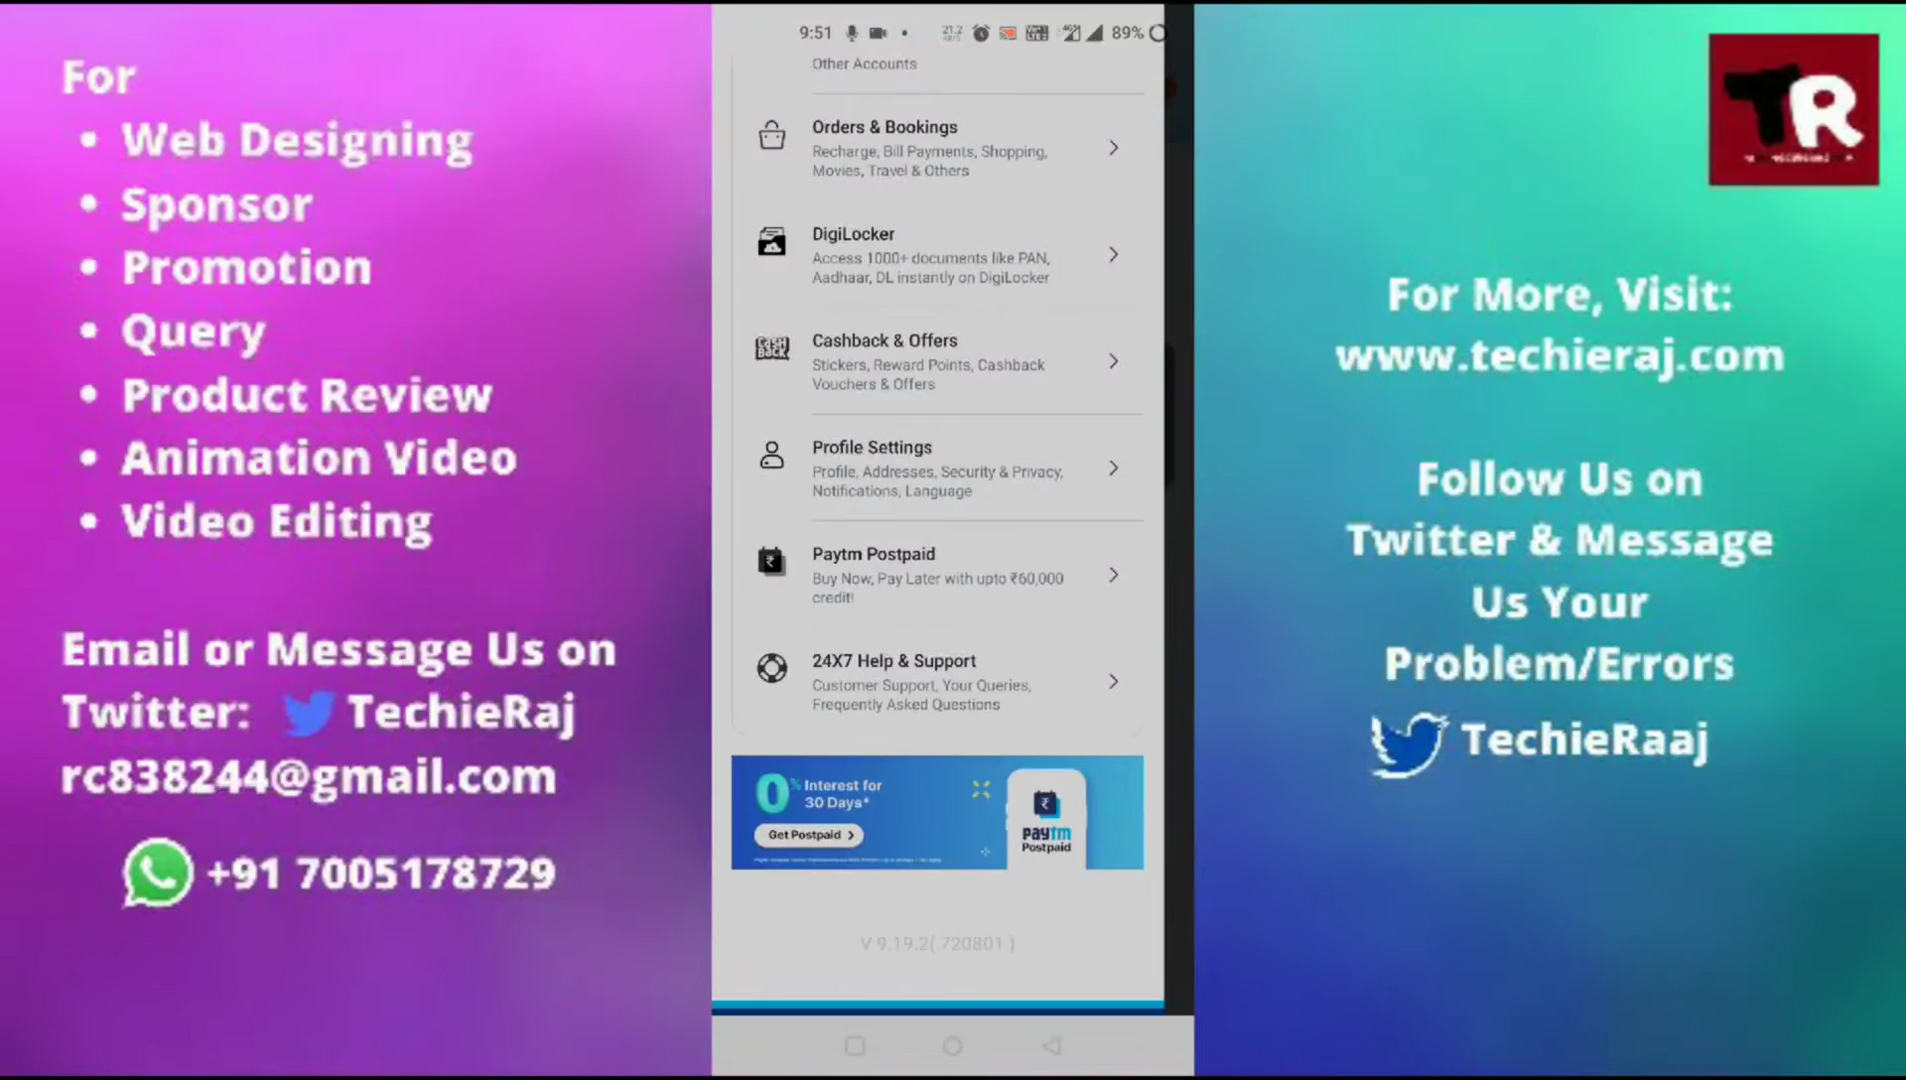 For
• Web Designing
• Sponsor
• Promotion
• Query
• Product Review
• Animation Video
• Video Editing
Email or Message Us on
Twitter: TechieRaj
rc838244@gmail.com
+91 7005178729
9:51
21.2
4G
89%
Other Accounts
Orders & Bookings
Recharge, Bill Payments, Shopping,
Movies, Travel & Others
DigiLocker
Access 1000+ documents like PAN,
Aadhaar, DL instantly on DigiLocker
CASH
BACK
Cashback & Offers
Stickers, Reward Points, Cashback
Vouchers & Offers
Profile Settings
Profile, Addresses, Security & Privacy,
Notifications, Language
Paytm Postpaid
Buy Now, Pay Later with upto ₹60,000
credit!
24X7 Help & Support
Customer Support, Your Queries,
Frequently Asked Questions
0% Interest for
30 Days*
Get Postpaid >
₹
paytm
Postpaid
V 9.19.2( 720801 )
TR
For More, Visit:
www.techieraj.com
Follow Us on
Twitter & Message
Us Your
Problem/Errors
TechieRaaj